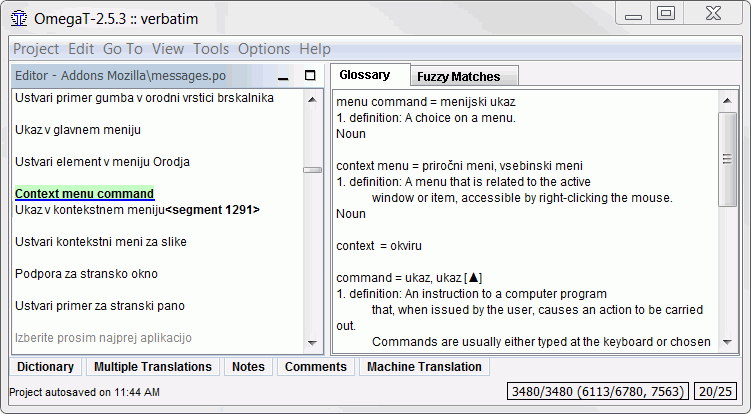 OmegaT-2.5.3 :: verbatim
Project Edit Go To View Tools Options Help
Editor - Addons Mozilla\messages.po
Ustvari primer gumba v orodni vrstici brskalnika
Ukaz v glavnem meniju
Ustvari element v meniju Orodja
Context menu command
Ukaz v kontekstnem meniju<segment 1291>
Ustvari kontekstni meni za slike
Podpora za stransko okno
Ustvari primer za stranski pano
Izberite prosim najprej aplikacijo
Glossary
Fuzzy Matches
menu command = menijski ukaz
1. definition: A choice on a menu.
Noun
context menu = priročni meni, vsebinski meni
1. definition: A menu that is related to the active
window or item, accessible by right-clicking the mouse.
Noun
context = okviru
command = ukaz, ukaz [▲]
1. definition: An instruction to a computer program
that, when issued by the user, causes an action to be carried
out.
Commands are usually either typed at the keyboard or chosen
Dictionary Multiple Translations Notes Comments Machine Translation
Project autosaved on 11:44 AM
3480/3480 (6113/6780, 7563) 20/25